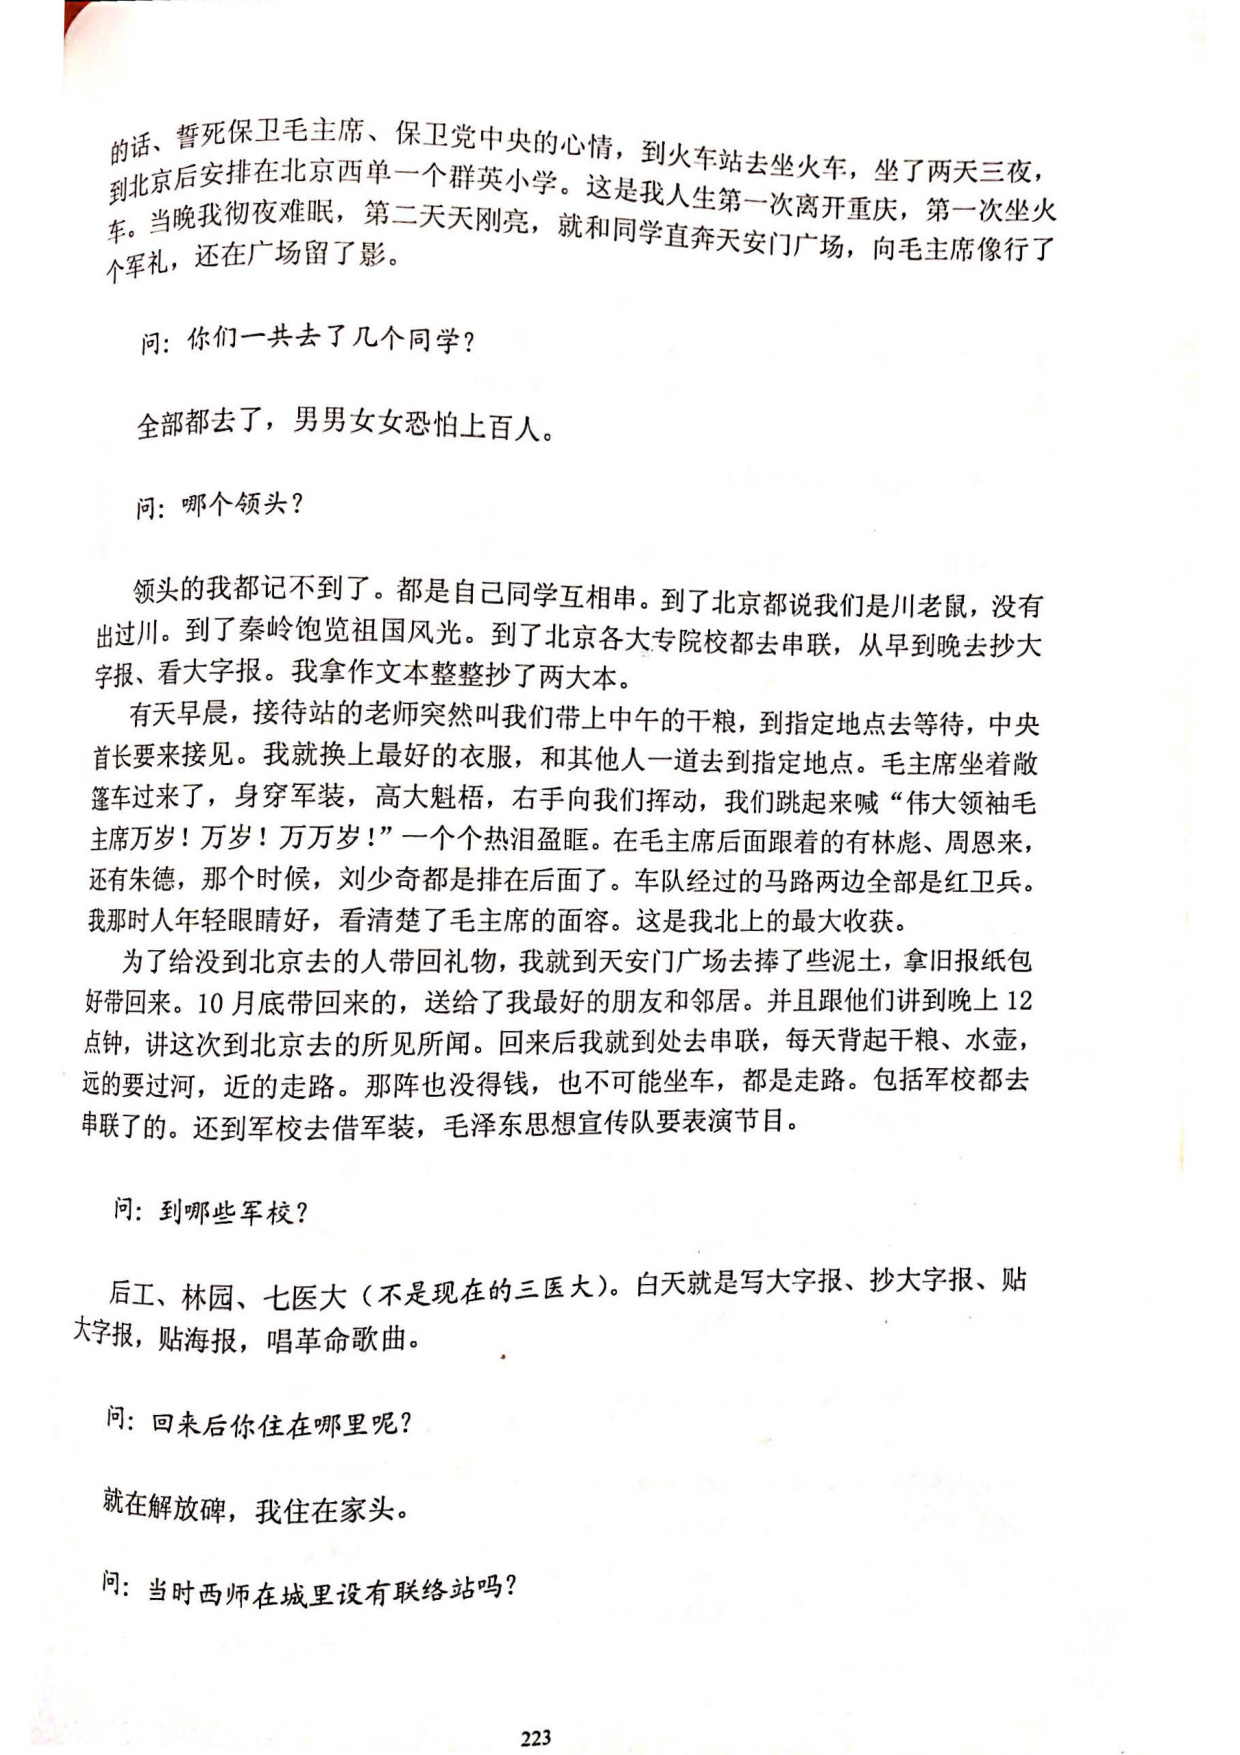 的话、誓死保卫毛主席、保卫党中央的心情，到火车站去坐火车，坐了两天三夜，
到北京后安排在北京西单一个群英小学。这是我人生第一次离开重庆，第一次坐火
车。当晚我彻夜难眠，第二天天刚亮，就和同学直奔天安门广场，向毛主席像行了
个军礼，还在广场留了影。
问：你们一共去了几个同学？
全部都去了，男男女女恐怕上百人。
问：哪个领头？
领头的我都记不到了。都是自己同学互相串。到了北京都说我们是川老鼠，没有
出过川。到了秦岭饱览祖国风光。到了北京各大专院校都去串联，从早到晚去抄大
字报、看大字报。我拿作文本整整抄了两大本。
有天早晨，接待站的老师突然叫我们带上中午的干粮，到指定地点去等待，中央
首长要来接见。我就换上最好的衣服，和其他人一道去到指定地点。毛主席坐着敞
篷车过来了，身穿军装，高大魁梧，右手向我们挥动，我们跳起来喊“伟大领袖毛
主席万岁！万岁！万万岁！”一个个热泪盈眶。在毛主席后面跟着的有林彪、周恩来，
还有朱德，那个时候，刘少奇都是排在后面了。车队经过的马路两边全部是红卫兵。
我那时人年轻眼睛好，看清楚了毛主席的面容。这是我北上的最大收获。
为了给没到北京去的人带回礼物，我就到天安门广场去捧了些泥土，拿旧报纸包
好带回来。10 月底带回来的，送给了我最好的朋友和邻居。并且跟他们讲到晚上 12
点钟，讲这次到北京去的所见所闻。回来后我就到处去串联，每天背起干粮、水壶，
远的要过河，近的走路。那阵也没得钱，也不可能坐车，都是走路。包括军校都去
串联了的。还到军校去借军装，毛泽东思想宣传队要表演节目。
问：到哪些军校？
后工、林园、七医大（不是现在的三医大）。白天就是写大字报、抄大字报、贴
大字报，贴海报，唱革命歌曲。
问：回来后你住在哪里呢？
就在解放碑，我住在家头。
问：当时西师在城里设有联络站吗？
223